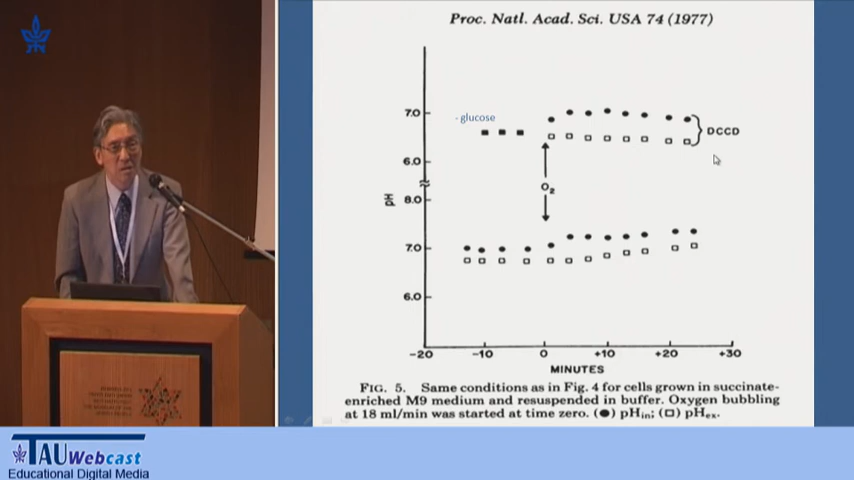 Proc. Natl. Acad. Sci. USA 74 (1977)
- glucose
7.0
6.0
8.0
7.0
6.0
pH
DCCD
O₂
-20 -10 0 +10 +20 +30
MINUTES
FIG. 5. Same conditions as in Fig. 4 for cells grown in succinate-
enriched M9 medium and resuspended in buffer. Oxygen bubbling
at 18 ml/min was started at time zero. (●) pHin; (□) pHex.
TAU Webcast
Educational Digital Media